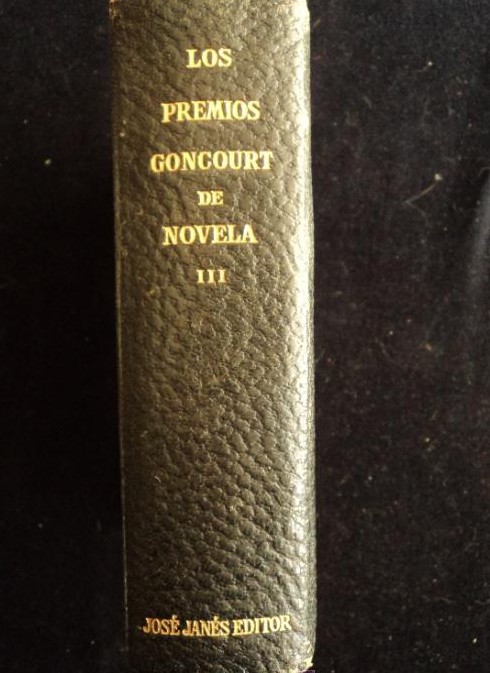 LOS
PREMIOS
GONCOURT
DE
NOVELA
III
JOSÉ JANÉS EDITOR